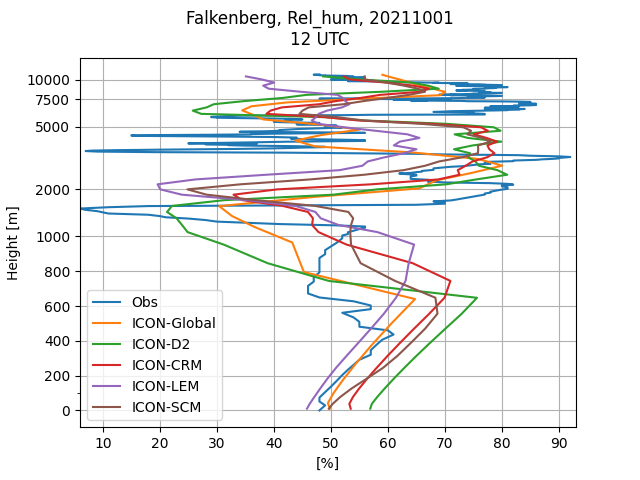 Falkenberg, Rel_hum, 20211001
12 UTC
10000
7500
5000
2000
1000
800
600
400
200
0
Height [m]
Obs
ICON-Global
ICON-D2
ICON-CRM
ICON-LEM
ICON-SCM
10 20 30 40 50 60 70 80 90
[%]